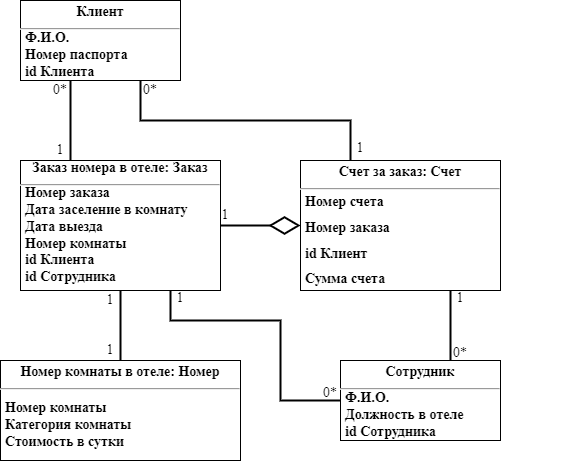 Клиент
Ф.И.О.
Номер паспорта
id Клиента
0*
0*
1
1
Заказ номера в отеле: Заказ
Номер заказа
Дата заселение в комнату
Дата выезда
Номер комнаты
id Клиента
id Сотрудника
1
Счет за заказ: Счет
Номер счета
Номер заказа
id Клиент
Сумма счета
1
1
1
1
0*
0*
Номер комнаты в отеле: Номер
Номер комнаты
Категория комнаты
Стоимость в сутки
Сотрудник
Ф.И.О.
Должность в отеле
id Сотрудника